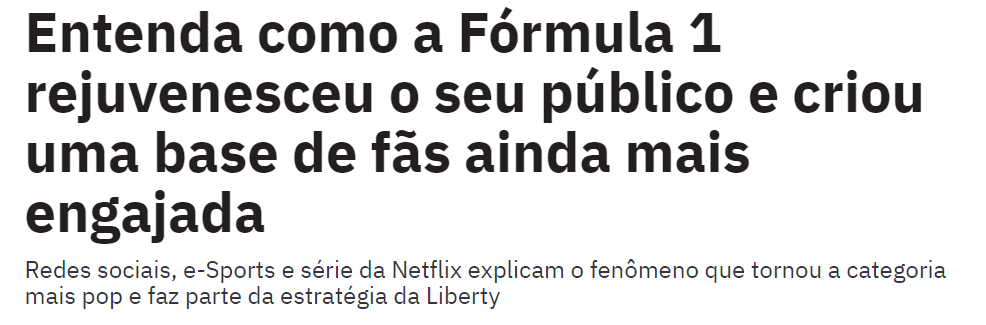 Entenda como a Fórmula 1
rejuvenesceu o seu público e criou
uma base de fãs ainda mais
engajada
Redes sociais, e-Sports e série da Netflix explicam o fenômeno que tornou a categoria
mais pop e faz parte da estratégia da Liberty